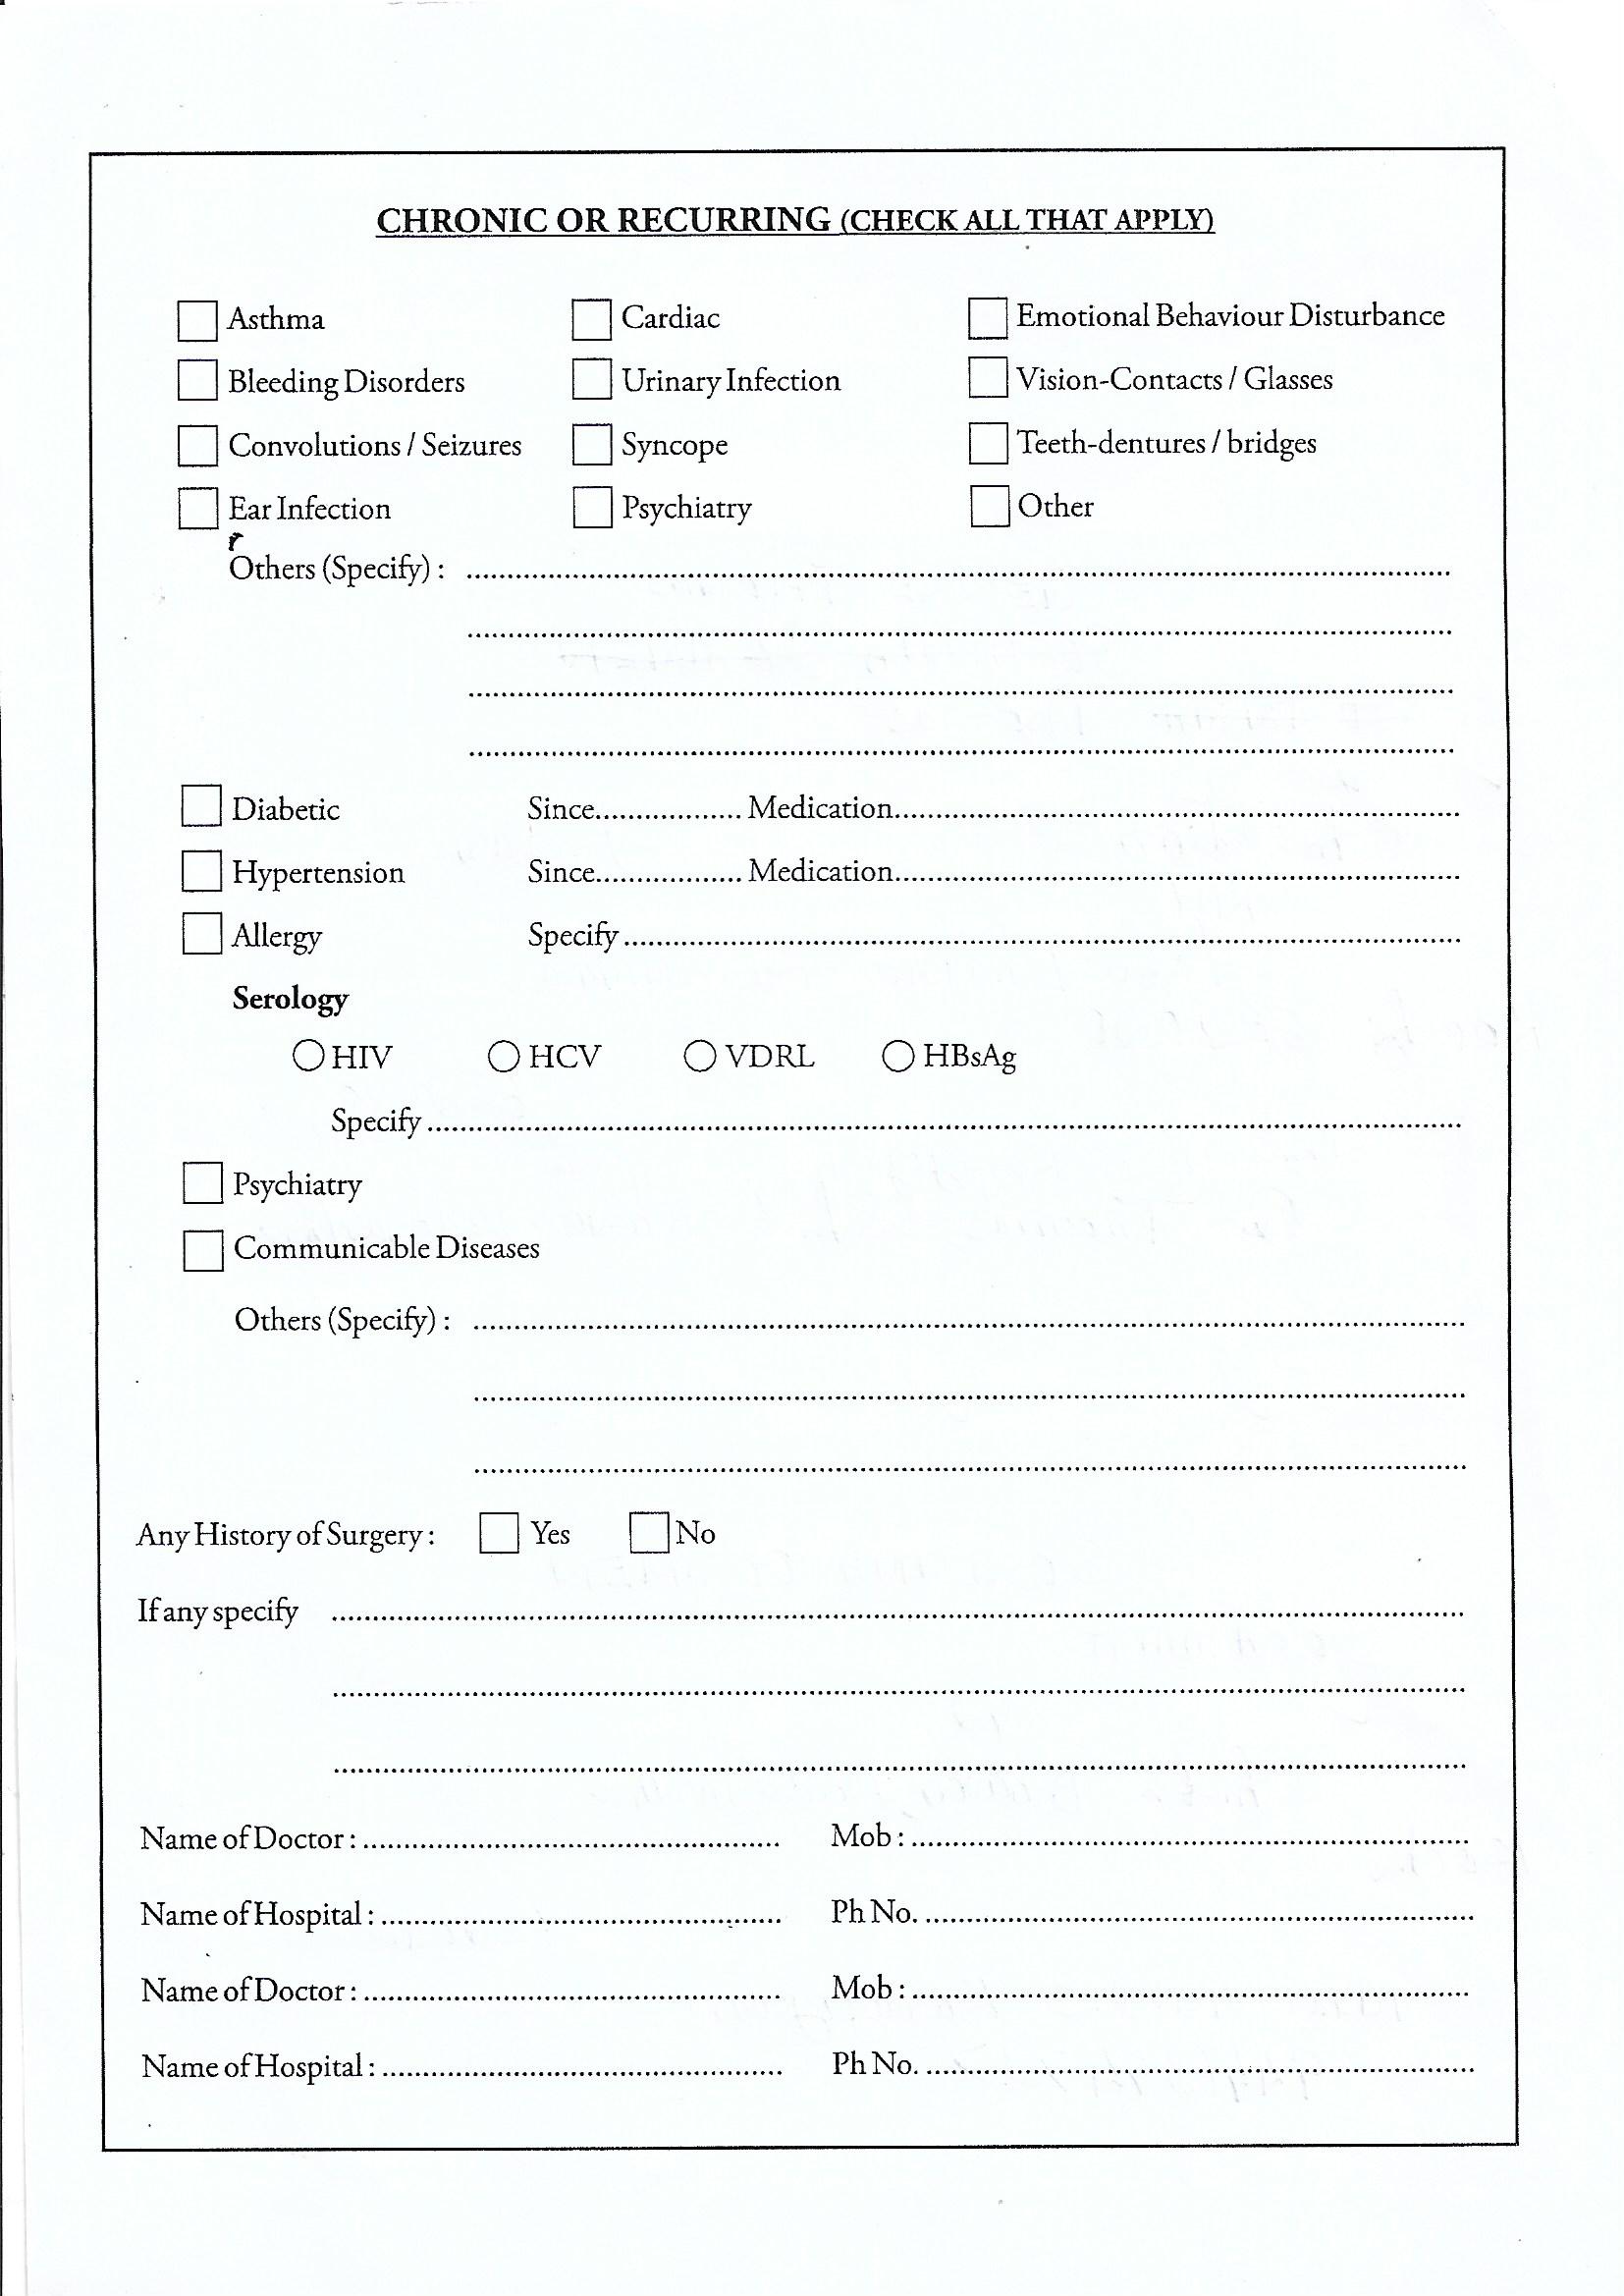 CHRONIC OR RECURRING (CHECK ALL THAT APPLY)
Asthma Cardiac Emotional Behaviour Disturbance
Bleeding Disorders Urinary Infection Vision-Contacts / Glasses
Convolutions / Seizures Syncope Teeth-dentures / bridges
Ear Infection Psychiatry Other
Others (Specify) : ....................
....................
....................
....................
Diabetic Since.................. Medication....................
Hypertension Since.................. Medication....................
Allergy Specify....................
Serology
HIV HCV VDRL HBsAg
Specify....................
Psychiatry
Communicable Diseases
Others (Specify) : ....................
....................
....................
Any History of Surgery : Yes No
If any specify ....................
....................
....................
Name of Doctor : .................... Mob : ....................
Name of Hospital : .................... Ph No. ....................
Name of Doctor : .................... Mob : ....................
Name of Hospital : .................... Ph No. ....................